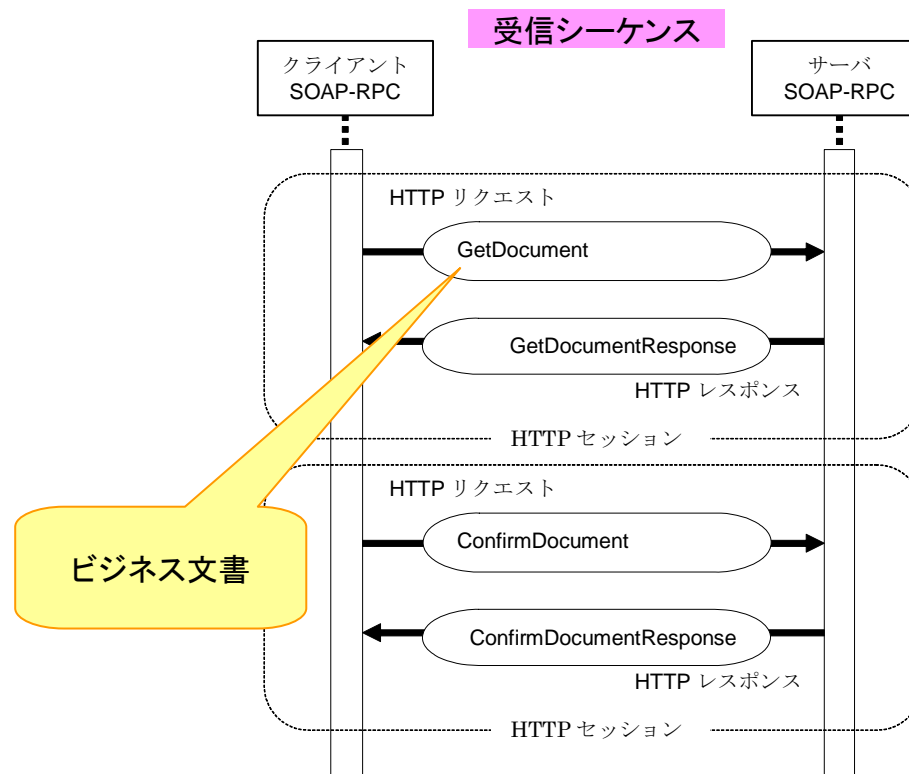 受信シーケンス
クライアント
SOAP-RPC
サーバ
SOAP-RPC
HTTP リクエスト
GetDocument
GetDocumentResponse
HTTP レスポンス
HTTP セッション
HTTP リクエスト
ConfirmDocument
ビジネス文書
ConfirmDocumentResponse
HTTP レスポンス
HTTP セッション